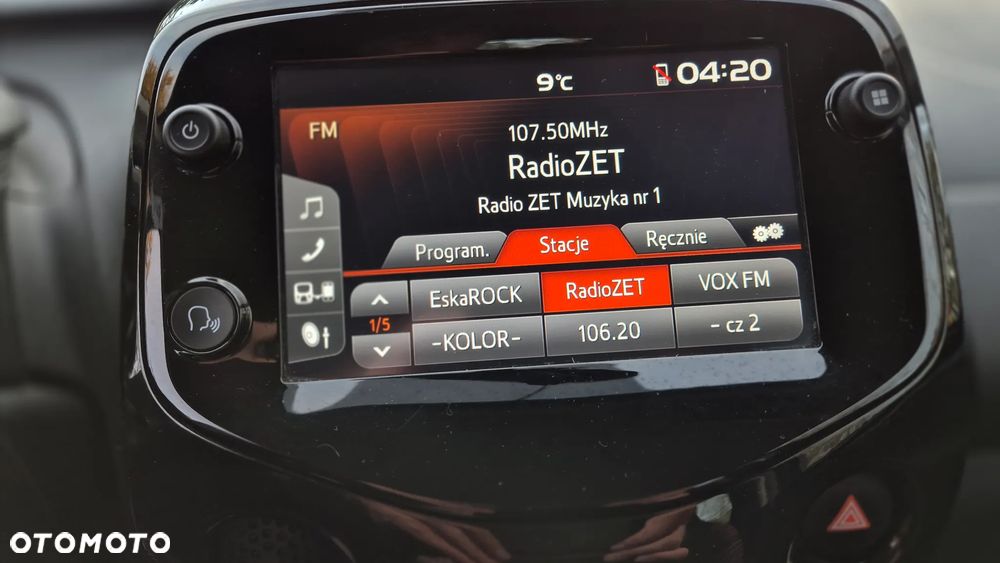 9°C
04:20
FM
107.50MHz
RadioZET
Radio ZET Muzyka nr 1
Program. Stacje Ręcznie
EskaROCK RadioZET VOX FM
1/5
-KOLOR- 106.20 - cz 2
OTOMOTO